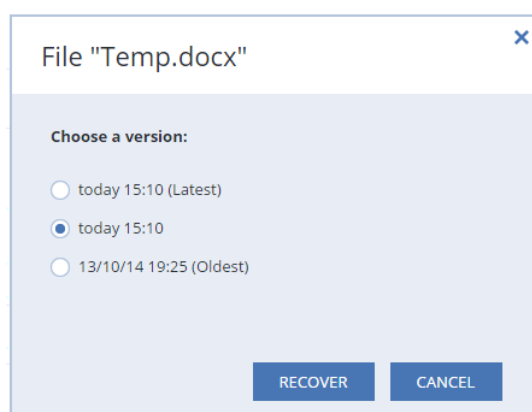 File "Temp.docx"
Choose a version:
today 15:10 (Latest)
today 15:10
13/10/14 19:25 (Oldest)
RECOVER CANCEL